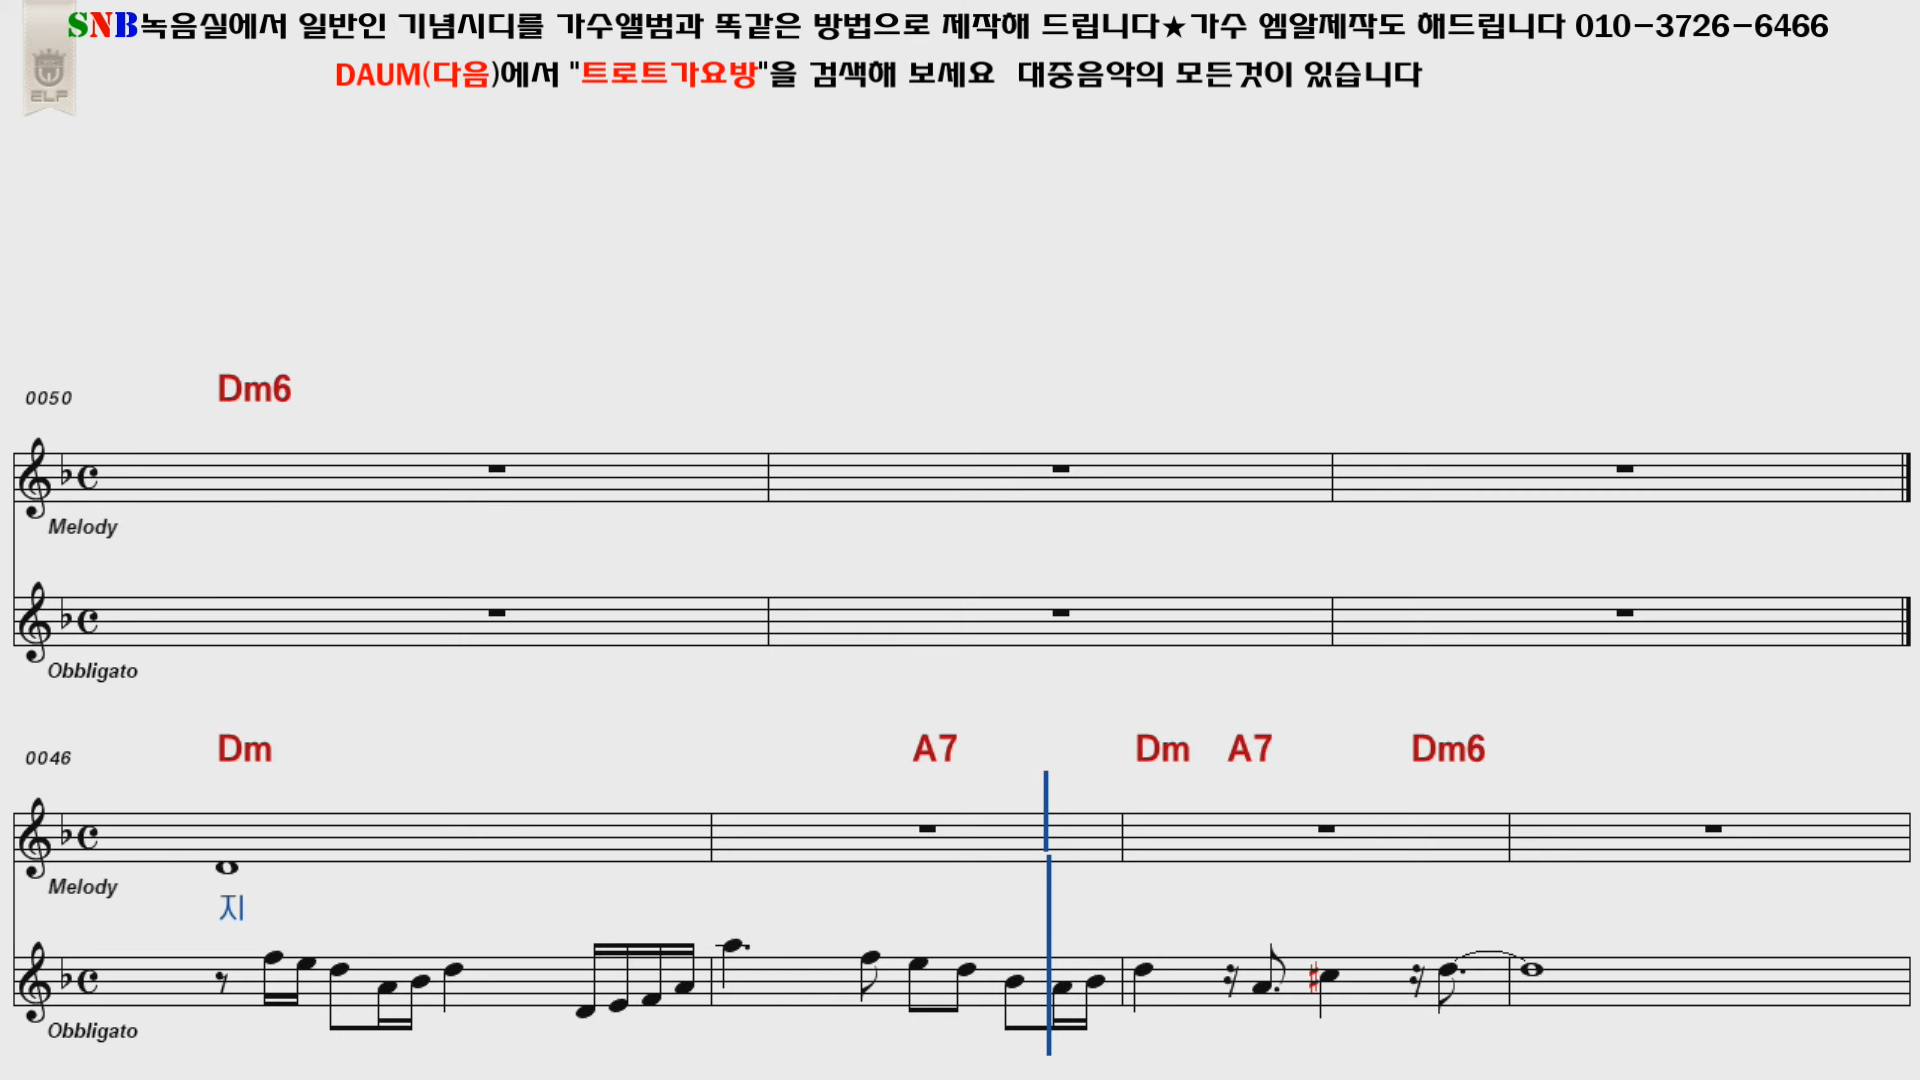 SNB녹음실에서 일반인 기념시디를 가수앨범과 똑같은 방법으로 제작해 드립니다★가수 엠알제작도 해드립니다 010-3726-6466
DAUM(다음)에서 "트로트가요방"을 검색해 보세요 대중음악의 모든것이 있습니다
ELF
0050 Dm6
Melody
Obbligato
0046 Dm A7 Dm A7 Dm6
Melody
지
Obbligato